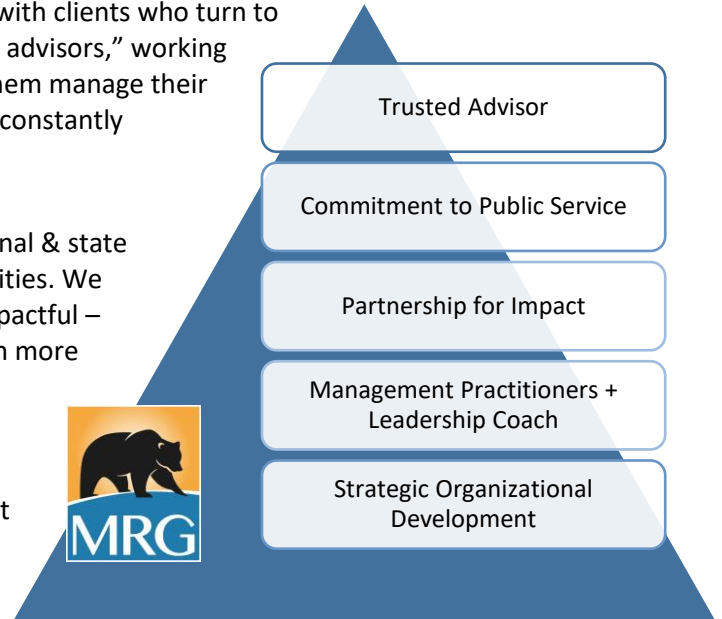 with clients who turn to
advisors,” working
hem manage their
constantly
nal & state
ities. We
pactful –
n more
t
Trusted Advisor
Commitment to Public Service
Partnership for Impact
Management Practitioners +
Leadership Coach
Strategic Organizational
Development
MRG